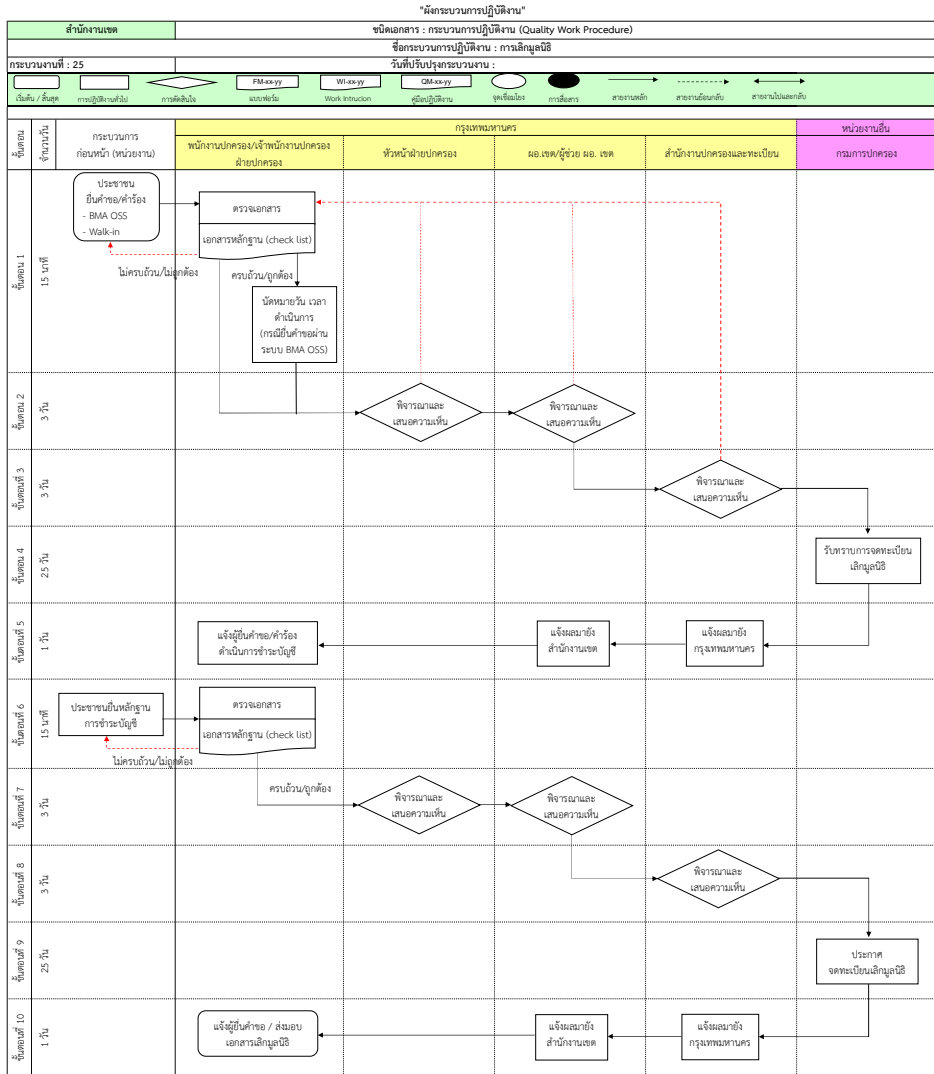 "ผังกระบวนการปฏิบัติงาน"
สำนักงานเขต
ชนิดเอกสาร : กระบวนการปฏิบัติงาน (Quality Work Procedure)
ชื่อกระบวนการปฏิบัติงาน : การเลิกมูลนิธิ
กระบวนงานที่ : 25
วันที่ปรับปรุงกระบวนงาน :
FM-xx-yy
WI-xx-yy
QM-xx-yy
เริ่มต้น / สิ้นสุด
การปฏิบัติงานทั่วไป
การตัดสินใจ
แบบฟอร์ม
Work Intrucion
คู่มือปฏิบัติงาน
จุดเชื่อมโยง
การสื่อสาร
สายงานหลัก
สายงานย้อนกลับ
สายงานไปและกลับ
ขั้นตอน
จำนวนวัน
กระบวนการ
ก่อนหน้า (หน่วยงาน)
กรุงเทพมหานคร
หน่วยงานอื่น
พนักงานปกครอง/เจ้าพนักงานปกครอง
ฝ่ายปกครอง
หัวหน้าฝ่ายปกครอง
ผอ.เขต/ผู้ช่วย ผอ. เขต
สำนักงานปกครองและทะเบียน
กรมการปกครอง
ขั้นตอน 1
15 นาที
ประชาชน
ยื่นคำขอ/คำร้อง
- BMA OSS
- Walk-in
ตรวจเอกสาร
เอกสารหลักฐาน (check list)
ไม่ครบถ้วน/ไม่ถูกต้อง
ครบถ้วน/ถูกต้อง
นัดหมายวัน เวลา
ดำเนินการ
(กรณียื่นคำขอผ่าน
ระบบ BMA OSS)
ขั้นตอน 2
3 วัน
พิจารณาและ
เสนอความเห็น
พิจารณาและ
เสนอความเห็น
ขั้นตอนที่ 3
3 วัน
พิจารณาและ
เสนอความเห็น
ขั้นตอน 4
25 วัน
รับทราบการจดทะเบียน
เลิกมูลนิธิ
ขั้นตอนที่ 5
1 วัน
แจ้งผู้ยื่นคำขอ/คำร้อง
ดำเนินการชำระบัญชี
แจ้งผลมายัง
สำนักงานเขต
แจ้งผลมายัง
กรุงเทพมหานคร
ขั้นตอนที่ 6
15 นาที
ประชาชนยื่นหลักฐาน
การชำระบัญชี
ตรวจเอกสาร
เอกสารหลักฐาน (check list)
ไม่ครบถ้วน/ไม่ถูกต้อง
ครบถ้วน/ถูกต้อง
ขั้นตอนที่ 7
3 วัน
พิจารณาและ
เสนอความเห็น
พิจารณาและ
เสนอความเห็น
ขั้นตอนที่ 8
3 วัน
พิจารณาและ
เสนอความเห็น
ขั้นตอนที่ 9
25 วัน
ประกาศ
จดทะเบียนเลิกมูลนิธิ
ขั้นตอนที่ 10
1 วัน
แจ้งผู้ยื่นคำขอ / ส่งมอบ
เอกสารเลิกมูลนิธิ
แจ้งผลมายัง
สำนักงานเขต
แจ้งผลมายัง
กรุงเทพมหานคร